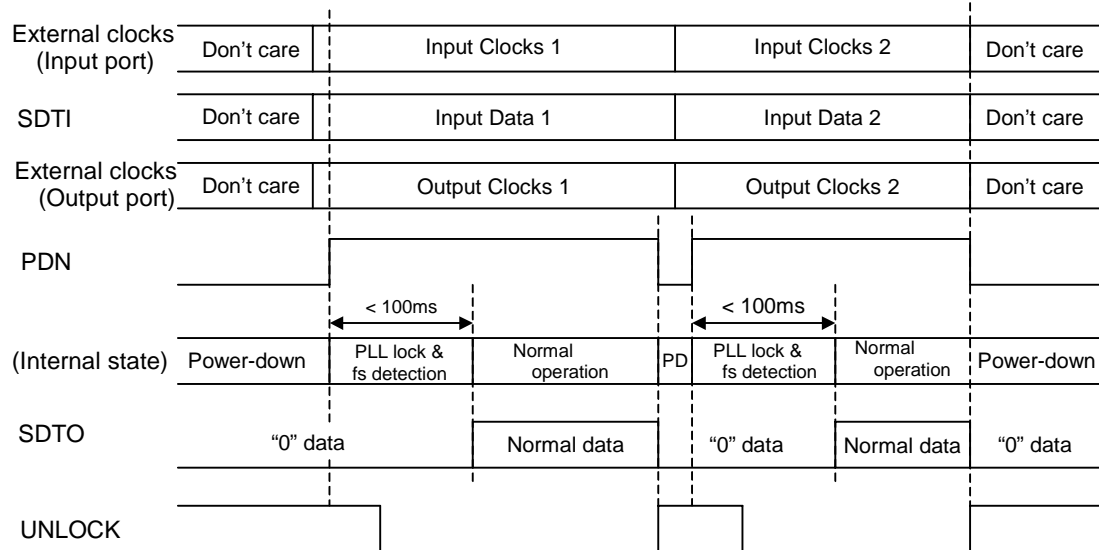 External clocks
(Input port)
Don’t care
Input Clocks 1
Input Clocks 2
Don’t care
SDTI
Don’t care
Input Data 1
Input Data 2
Don’t care
External clocks
(Output port)
Don’t care
Output Clocks 1
Output Clocks 2
Don’t care
PDN
< 100ms
< 100ms
(Internal state)
Power-down
PLL lock &
fs detection
Normal
operation
PD
PLL lock &
fs detection
Normal
operation
Power-down
SDTO
“0” data
Normal data
“0” data
Normal data
“0” data
UNLOCK